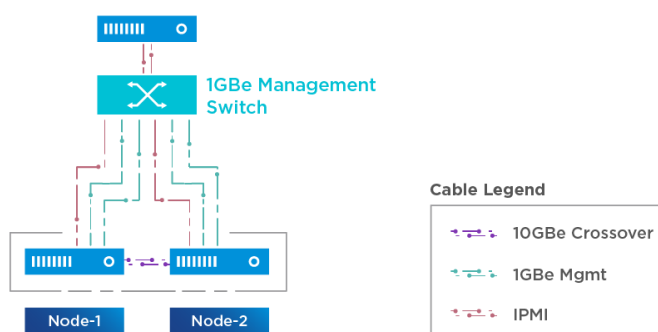 1GBe Management
Switch
Cable Legend
10GBe Crossover
1GBe Mgmt
IPMI
Node-1
Node-2